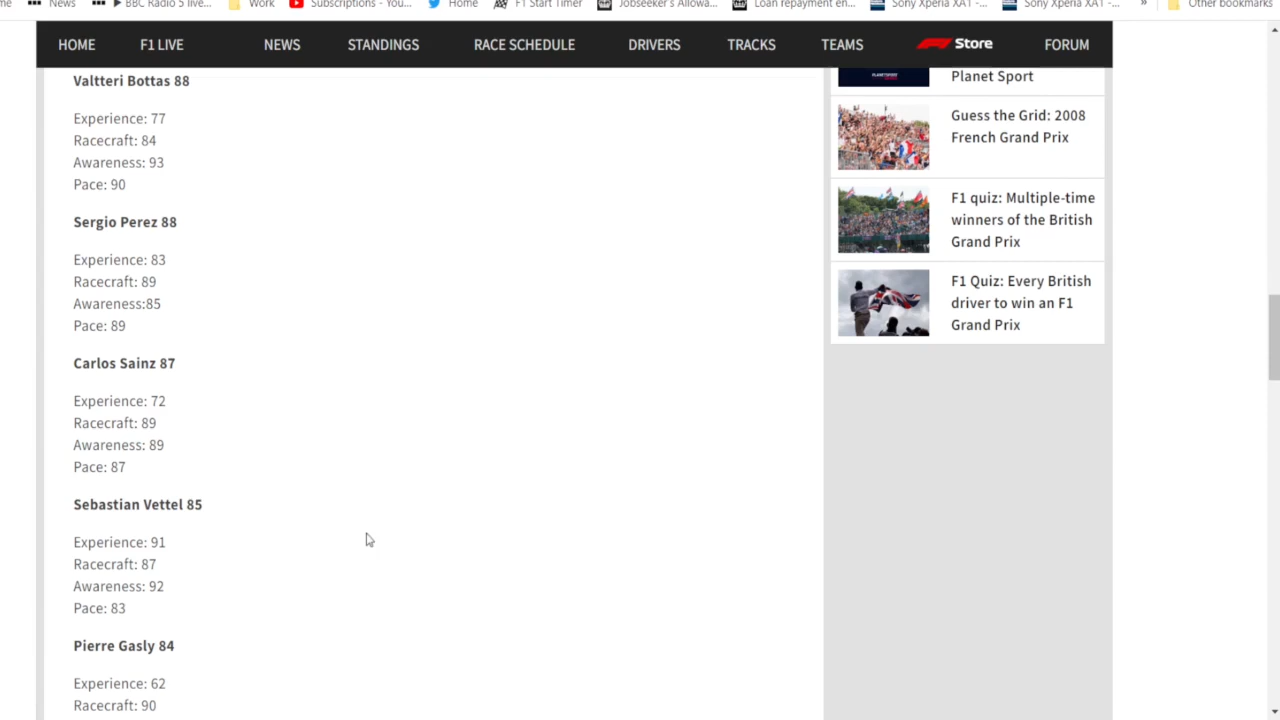 me
News
BBC Radio 5 live...
Work
Subscriptions - You...
Home
F1 Start Timer
Jobseeker's Allowa...
Loan repayment en...
Sony Xperia XA1 -...
Sony Xperia XA1 -...
»
Other bookmarks
HOME
F1 LIVE
NEWS
STANDINGS
RACE SCHEDULE
DRIVERS
TRACKS
TEAMS
Store
FORUM
Valtteri Bottas 88
Experience: 77
Racecraft: 84
Awareness: 93
Pace: 90
Sergio Perez 88
Experience: 83
Racecraft: 89
Awareness:85
Pace: 89
Carlos Sainz 87
Experience: 72
Racecraft: 89
Awareness: 89
Pace: 87
Sebastian Vettel 85
Experience: 91
Racecraft: 87
Awareness: 92
Pace: 83
Pierre Gasly 84
Experience: 62
Racecraft: 90
Planet Sport
Guess the Grid: 2008
French Grand Prix
F1 quiz: Multiple-time
winners of the British
Grand Prix
F1 Quiz: Every British
driver to win an F1
Grand Prix